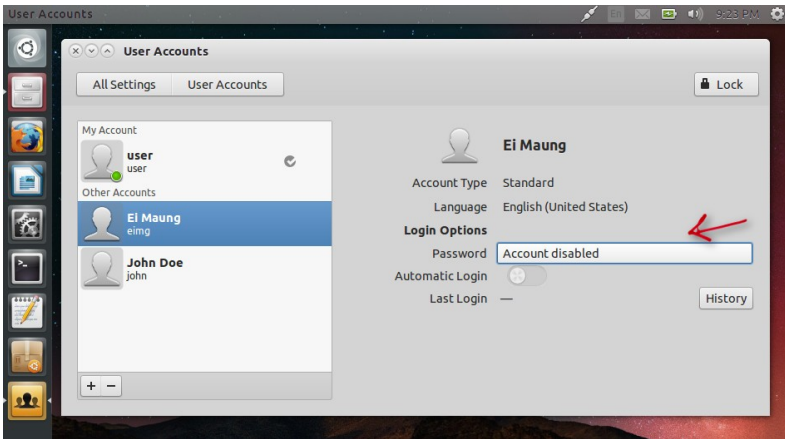 User Accounts
En
9:23 PM
User Accounts
All Settings
User Accounts
Lock
My Account
user
user
Other Accounts
Ei Maung
eimg
John Doe
john
Ei Maung
Account Type Standard
Language English (United States)
Login Options
Password Account disabled
Automatic Login
Last Login —
History